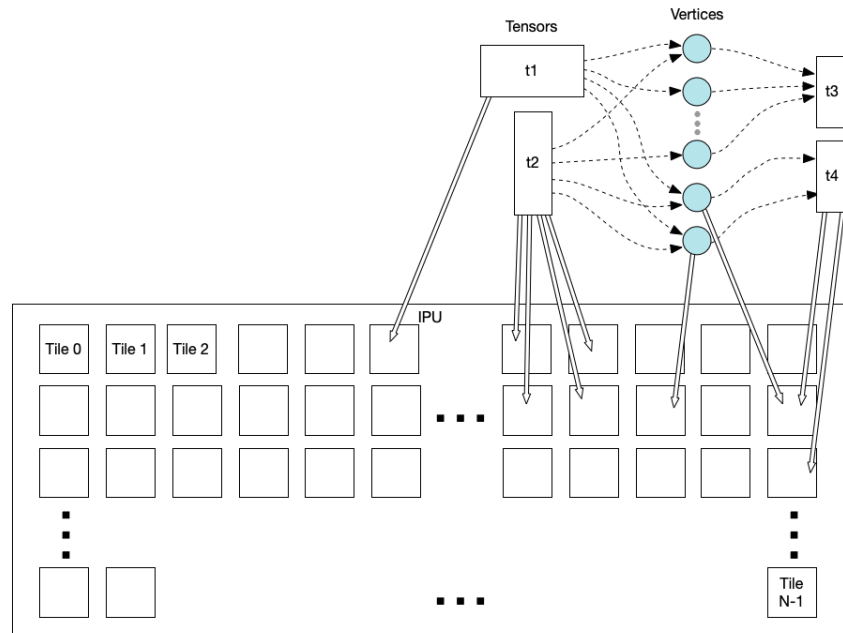 Vertices
Tensors
t1
t3
t2
t4
IPU
Tile 0
Tile 1
Tile 2
Tile
N-1